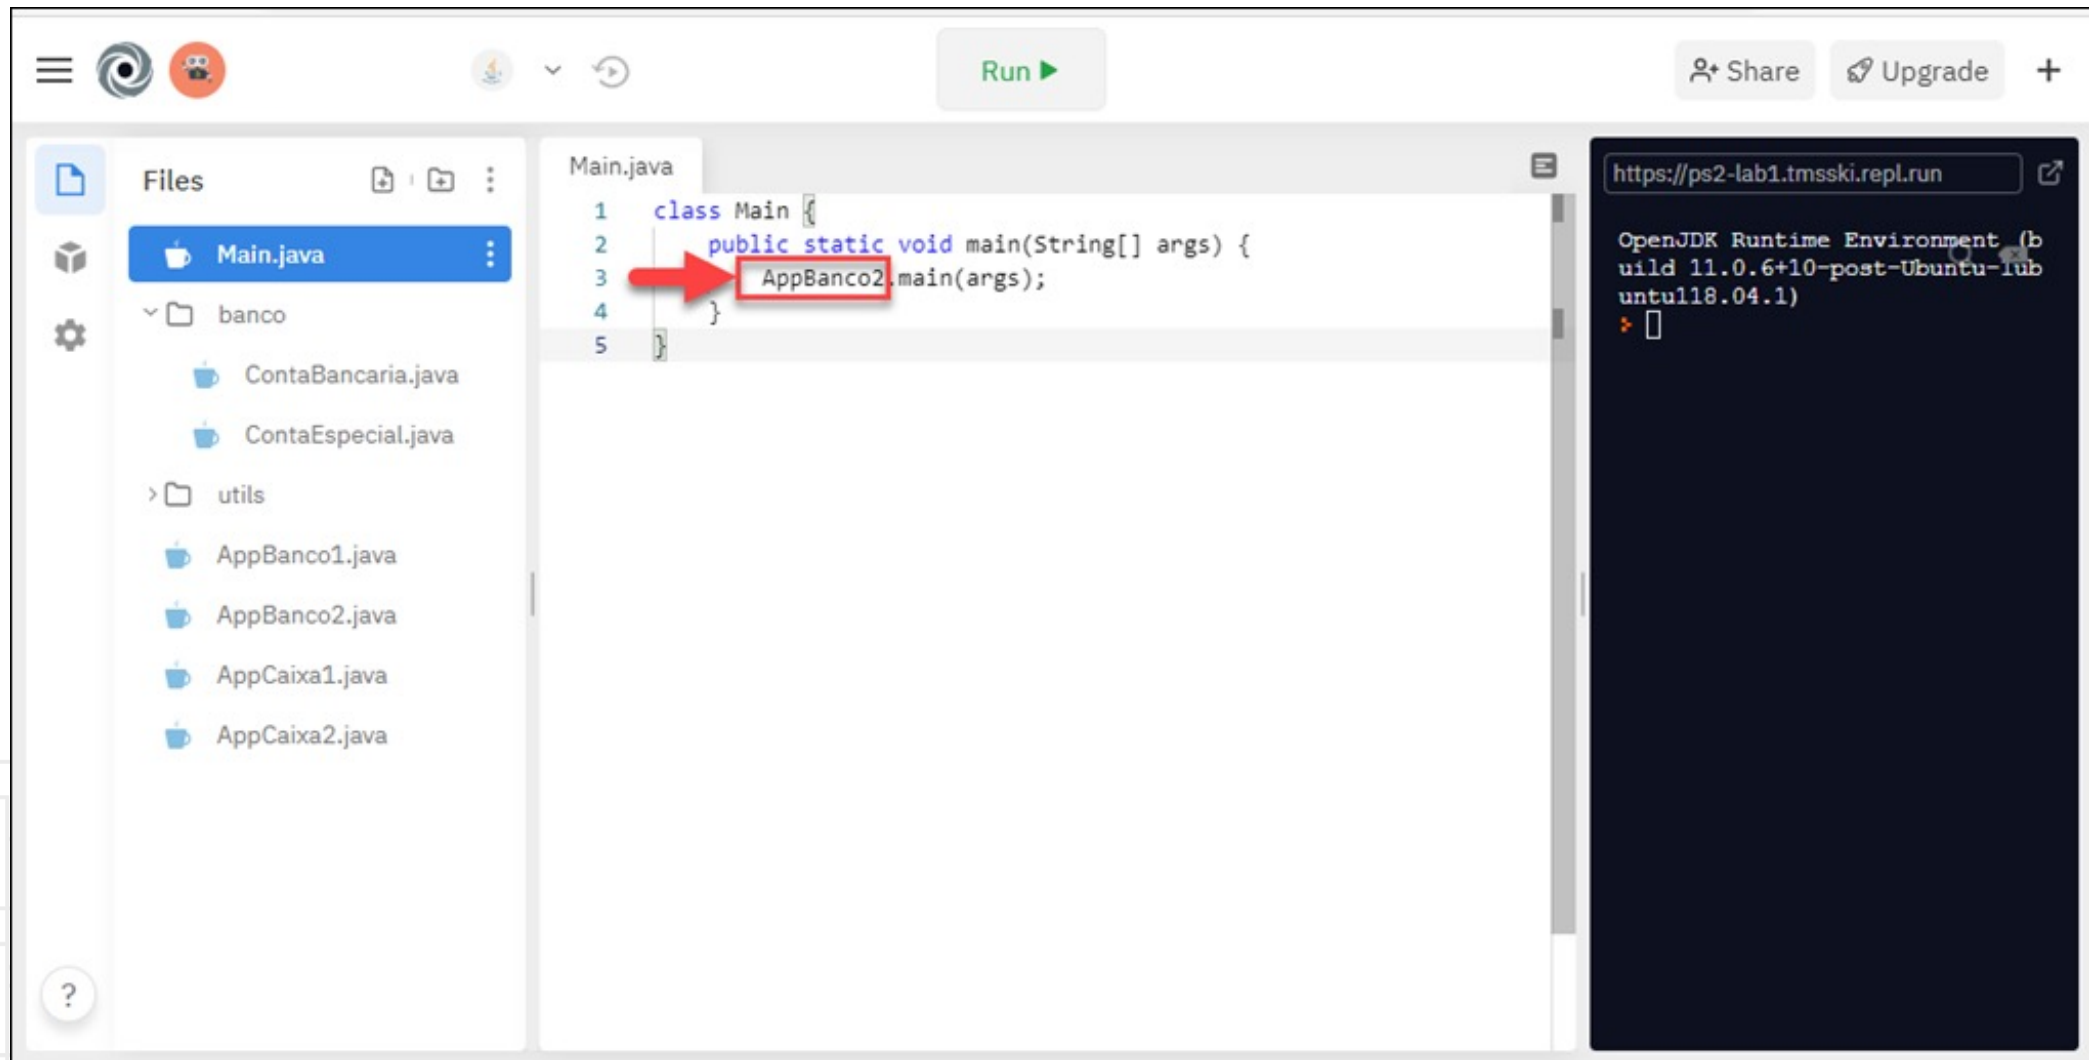 Run
Share
Upgrade
Files
Main.java
banco
ContaBancaria.java
ContaEspecial.java
utils
AppBanco1.java
AppBanco2.java
AppCaixa1.java
AppCaixa2.java
?
Main.java
1 class Main {
2 public static void main(String[] args) {
3 AppBanco2.main(args);
4 }
5 }
https://ps2-lab1.tmsski.repl.run
OpenJDK Runtime Environment (b
uild 11.0.6+10-post-Ubuntu-1ub
untu118.04.1)